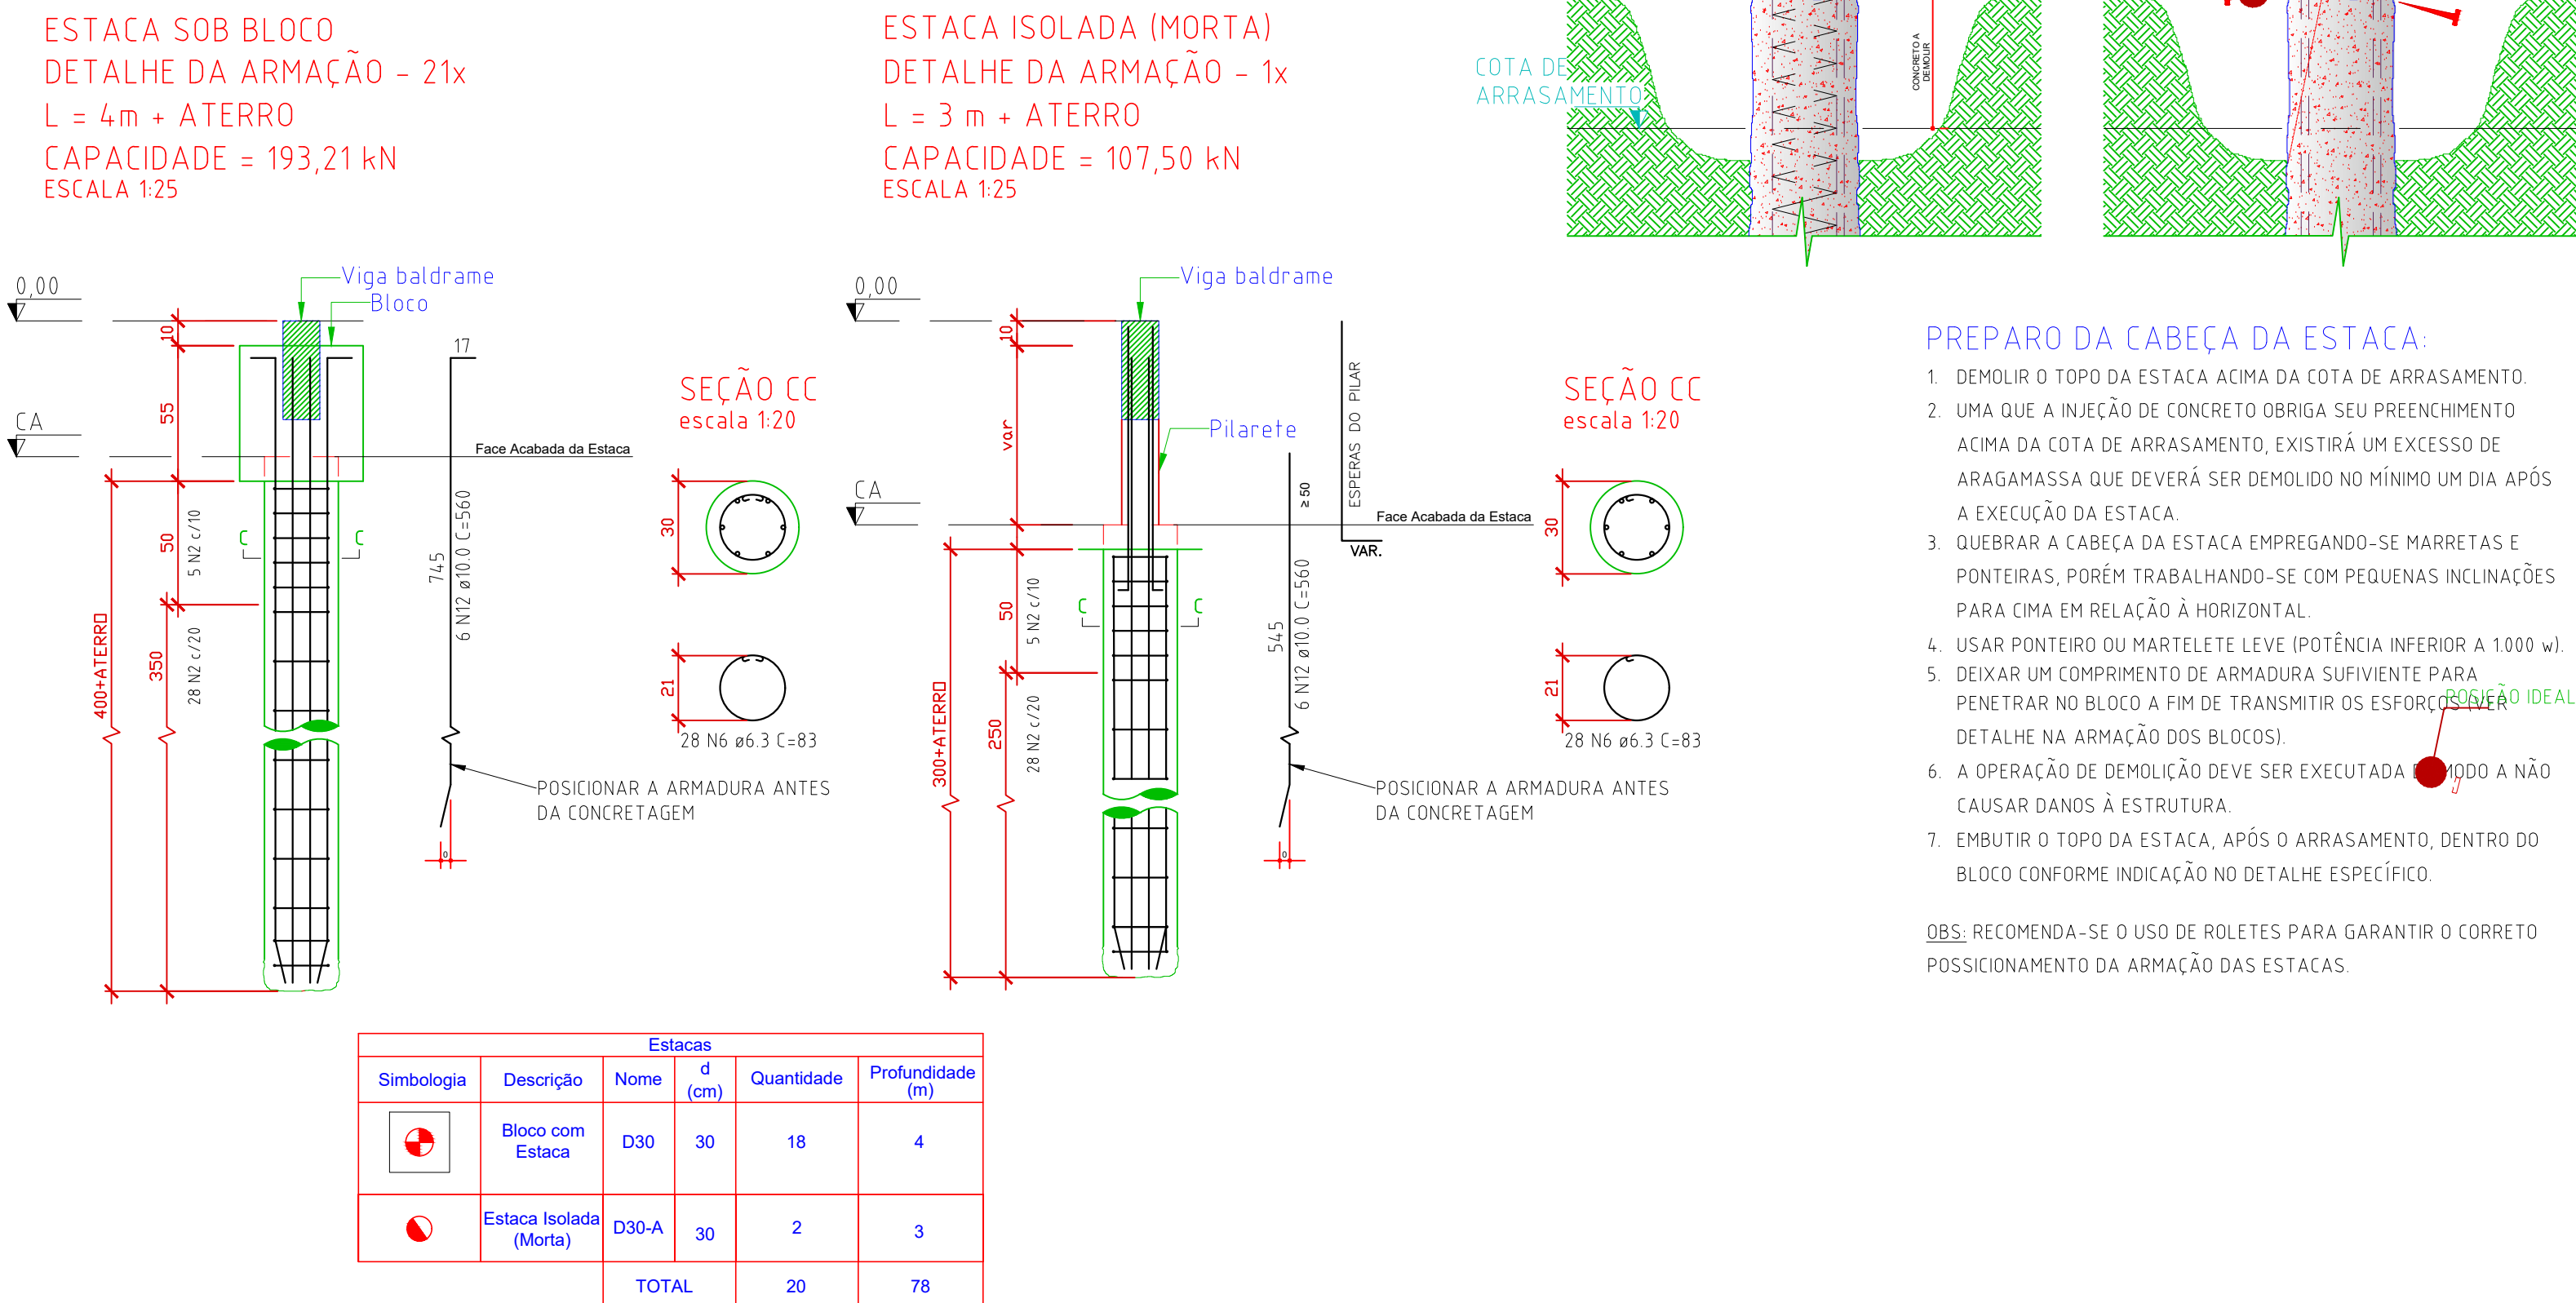 ESTACA SOB BLOCO
DETALHE DA ARMAÇÃO - 21x
L = 4m + ATERRO
CAPACIDADE = 193,21 kN
ESCALA 1:25
ESTACA ISOLADA (MORTA)
DETALHE DA ARMAÇÃO - 1x
L = 3 m + ATERRO
CAPACIDADE = 107,50 kN
ESCALA 1:25
COTA DE
ARRASAMENTO
CONCRETO A
DEMOLIR
0,00
Viga baldrame
Bloco
10
17
55
CA
Face Acabada da Estaca
C
C
50
5 N2 c/10
745
6 N12 ø10.0 C=560
400+ATERRO
350
28 N2 c/20
POSICIONAR A ARMADURA ANTES
DA CONCRETAGEM
0
SEÇÃO CC
escala 1:20
30
21
28 N6 ø6.3 C=83
0,00
Viga baldrame
10
var
Pilarete
ESPERAS DO PILAR
≥ 50
CA
Face Acabada da Estaca
VAR.
C
C
50
5 N2 c/10
545
6 N12 ø10.0 C=560
300+ATERRO
250
28 N2 c/20
POSICIONAR A ARMADURA ANTES
DA CONCRETAGEM
0
SEÇÃO CC
escala 1:20
30
21
28 N6 ø6.3 C=83
PREPARO DA CABEÇA DA ESTACA:
1. DEMOLIR O TOPO DA ESTACA ACIMA DA COTA DE ARRASAMENTO.
2. UMA QUE A INJEÇÃO DE CONCRETO OBRIGA SEU PREENCHIMENTO
ACIMA DA COTA DE ARRASAMENTO, EXISTIRÁ UM EXCESSO DE
ARAGAMASSA QUE DEVERÁ SER DEMOLIDO NO MÍNIMO UM DIA APÓS
A EXECUÇÃO DA ESTACA.
3. QUEBRAR A CABEÇA DA ESTACA EMPREGANDO-SE MARRETAS E
PONTEIRAS, PORÉM TRABALHANDO-SE COM PEQUENAS INCLINAÇÕES
PARA CIMA EM RELAÇÃO À HORIZONTAL.
4. USAR PONTEIRO OU MARTELETE LEVE (POTÊNCIA INFERIOR A 1.000 w).
5. DEIXAR UM COMPRIMENTO DE ARMADURA SUFIVIENTE PARA
PENETRAR NO BLOCO A FIM DE TRANSMITIR OS ESFORÇOS (VER
DETALHE NA ARMAÇÃO DOS BLOCOS).
POSIÇÃO IDEAL
6. A OPERAÇÃO DE DEMOLIÇÃO DEVE SER EXECUTADA MODO A NÃO
CAUSAR DANOS À ESTRUTURA.
7. EMBUTIR O TOPO DA ESTACA, APÓS O ARRASAMENTO, DENTRO DO
BLOCO CONFORME INDICAÇÃO NO DETALHE ESPECÍFICO.
OBS: RECOMENDA-SE O USO DE ROLETES PARA GARANTIR O CORRETO
POSSICIONAMENTO DA ARMAÇÃO DAS ESTACAS.
Estacas
Simbologia Descrição Nome d (cm) Quantidade Profundidade (m)
Bloco com Estaca D30 30 18 4
Estaca Isolada (Morta) D30-A 30 2 3
TOTAL 20 78